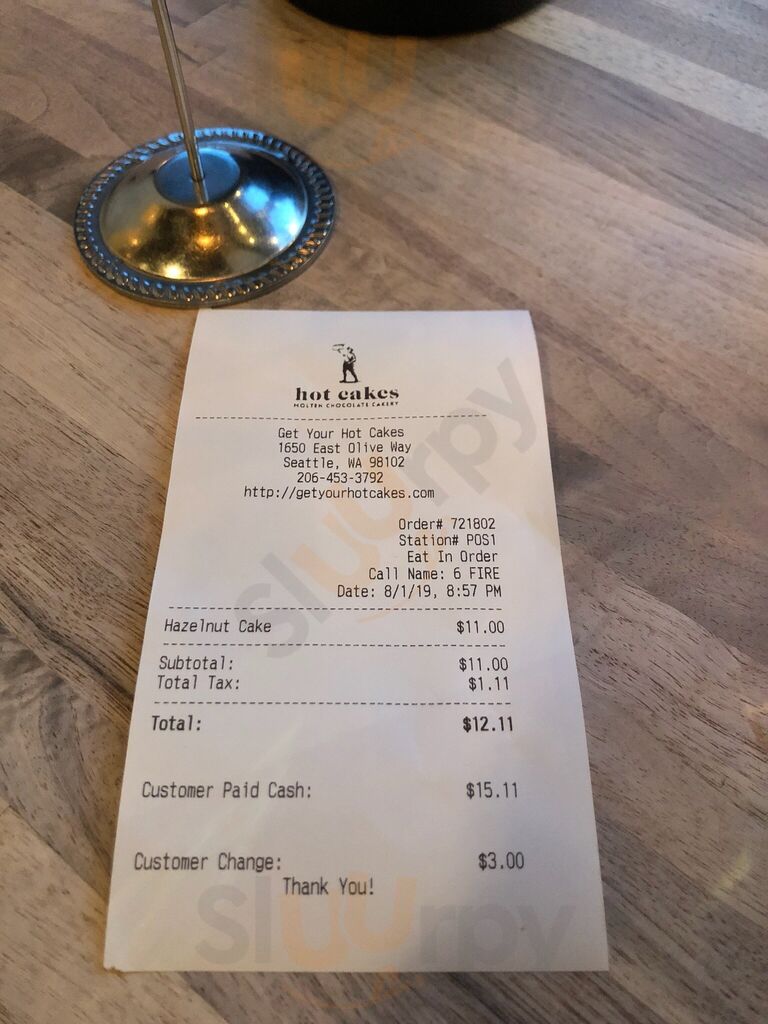 hot cakes
MOLTEN CHOCOLATE CAKERY
Get Your Hot Cakes
1650 East Olive Way
Seattle, WA 98102
206-453-3792
http://getyourhotcakes.com
Order# 721802
Station# POS1
Eat In Order
Call Name: 6 FIRE
Date: 8/1/19, 8:57 PM
Hazelnut Cake $11.00
Subtotal: $11.00
Total Tax: $1.11
Total: $12.11
Customer Paid Cash: $15.11
Customer Change: $3.00
Thank You!
Sluurpy
Sluurpy